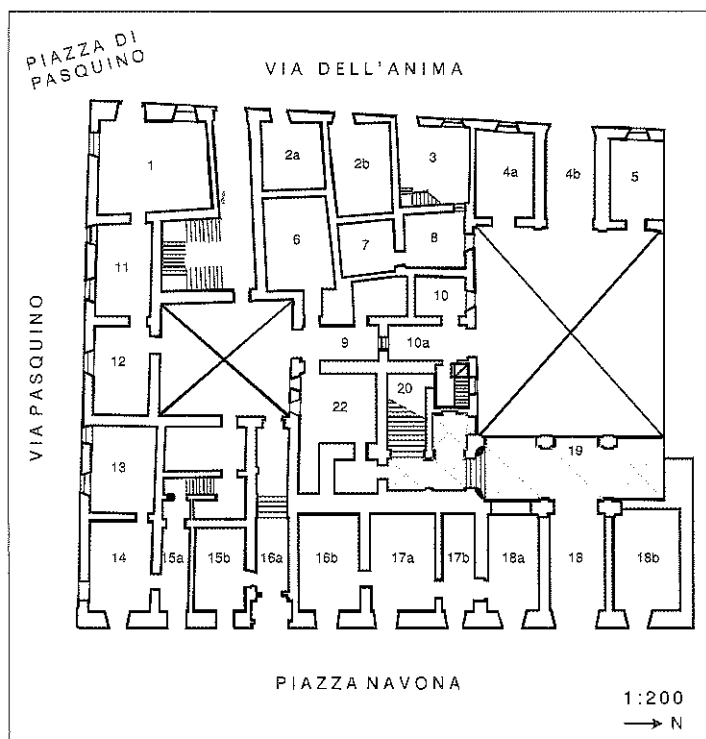 PIAZZA DI
PASQUINO
VIA DELL'ANIMA
1
2a
2b
3
4a
4b
5
6
7
8
11
10
9
10a
12
20
22
19
13
14
15a
15b
16a
16b
17a
17b
18a
18
18b
VIA PASQUINO
PIAZZA NAVONA
1:200
N